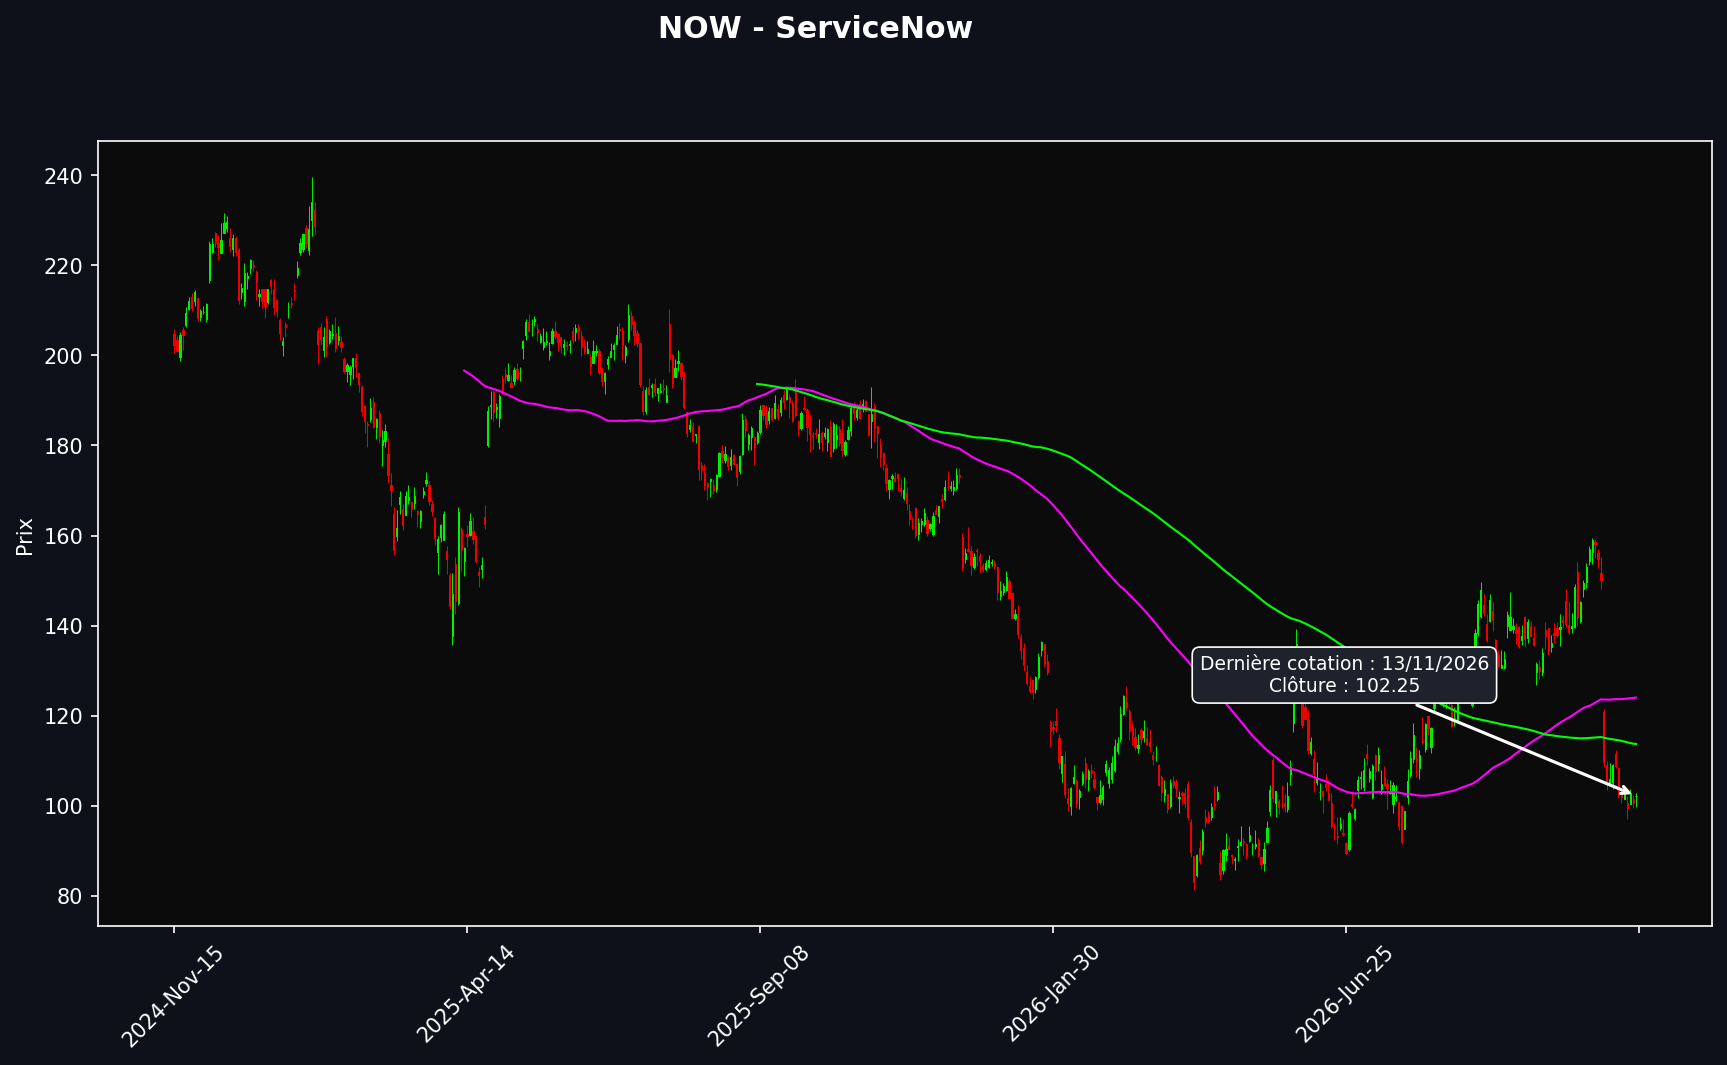 NOW - ServiceNow
Prix
240
220
200
180
160
140
120
100
80
Dernière cotation : 13/11/2026
Clôture : 102.25
2024-Nov-15
2025-Apr-14
2025-Sep-08
2026-Jan-30
2026-Jun-25